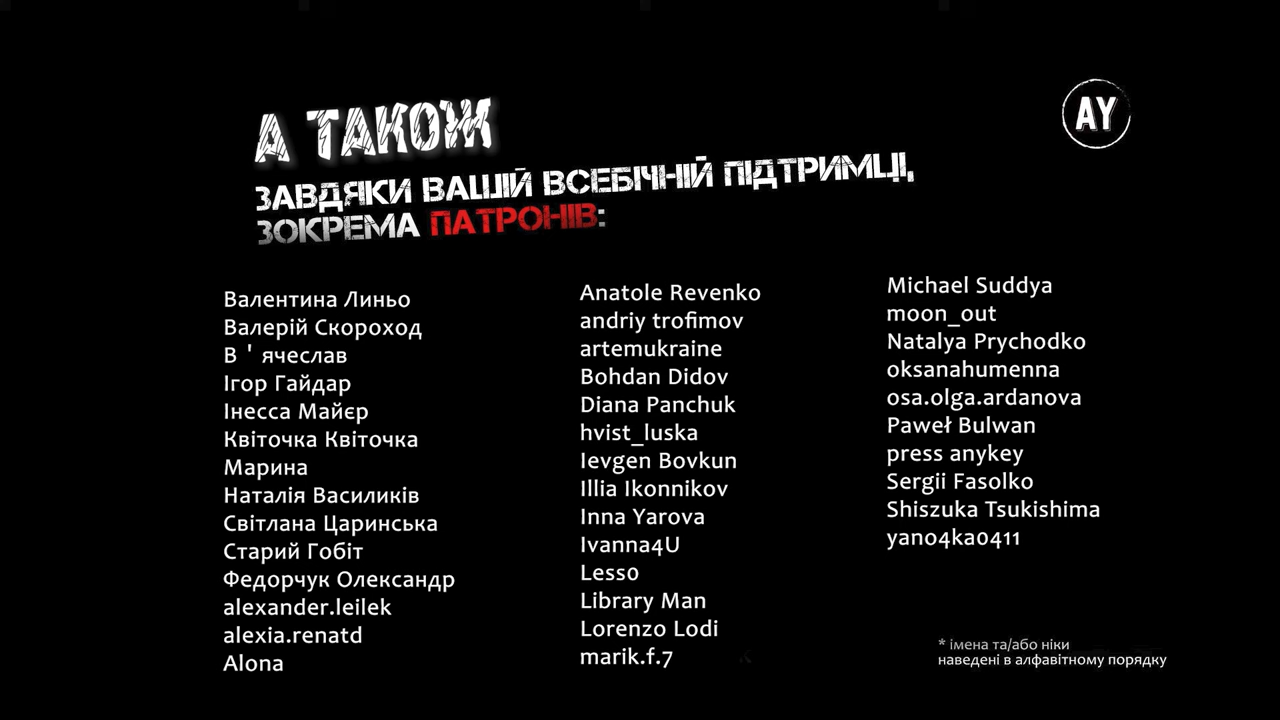 А ТАКОЖ
AY
ЗАВДЯКИ ВАШІЙ ВСЕБІЧНІЙ ПІДТРИМЦІ,
ЗОКРЕМА ПАТРОНІВ:
Валентина Линьо
Валерій Скороход
В ' ячеслав
Ігор Гайдар
Інесса Майєр
Квіточка Квіточка
Марина
Наталія Василиків
Світлана Царинська
Старий Гобіт
Федорчук Олександр
alexander.leilek
alexia.renatd
Alona
Anatole Revenko
andriy trofimov
artemukraine
Bohdan Didov
Diana Panchuk
hvist_luska
Ievgen Bovkun
Illia Ikonnikov
Inna Yarova
Ivanna4U
Less0
Library Man
Lorenzo Lodi
marik.f.7
Michael Suddya
moon_out
Natalya Prychodko
oksanahumenna
osa.olga.ardanova
Paweł Bulwan
press anykey
Sergii Fasolko
Shiszuka Tsukishima
yano4ka0411
* імена та/або ніки
наведені в алфавітному порядку